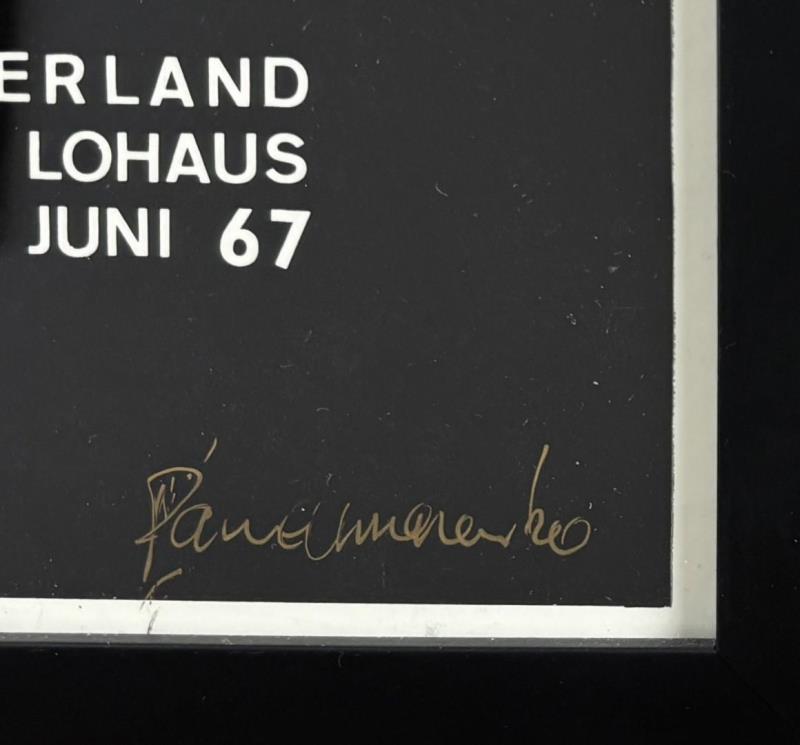 ERLAND
LOHAUS
JUNI 67
Panamarenko